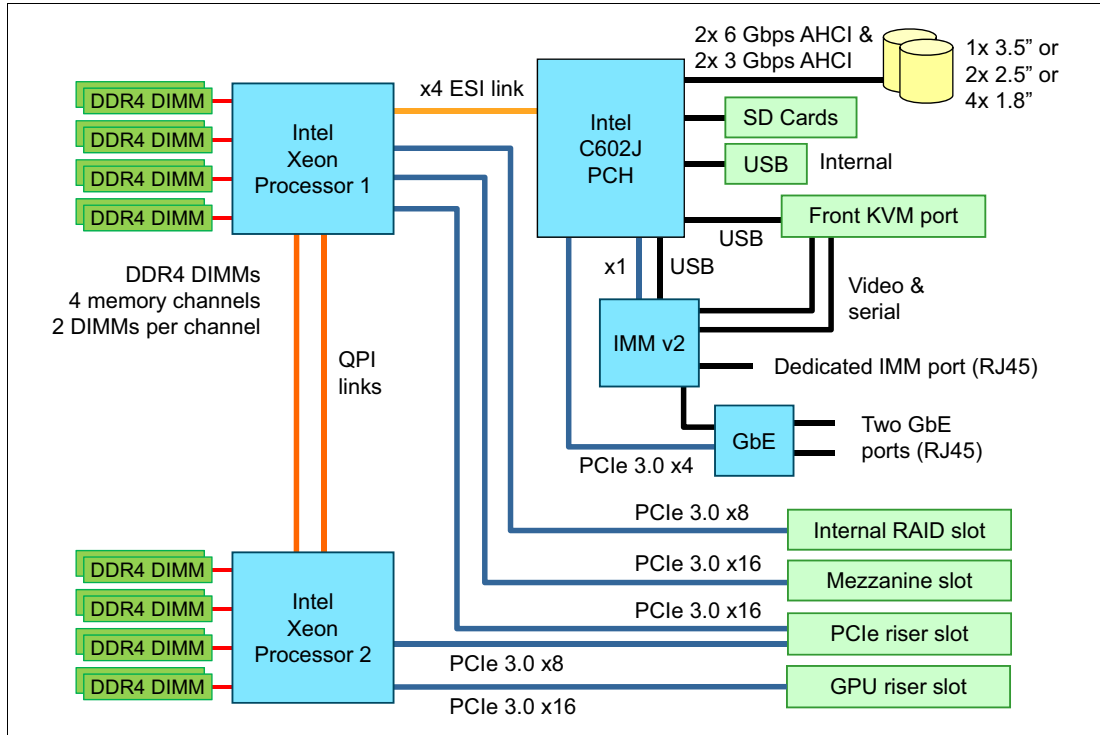 2x 6 Gbps AHCI &
2x 3 Gbps AHCI
1x 3.5” or
2x 2.5” or
4x 1.8”
DDR4 DIMM
DDR4 DIMM
DDR4 DIMM
DDR4 DIMM
Intel
Xeon
Processor 1
x4 ESI link
Intel
C602J
PCH
SD Cards
USB
Internal
Front KVM port
USB
x1
USB
Video &
serial
DDR4 DIMMs
4 memory channels
2 DIMMs per channel
QPI
links
IMM v2
Dedicated IMM port (RJ45)
GbE
Two GbE
ports (RJ45)
PCIe 3.0 x4
PCIe 3.0 x8
Internal RAID slot
PCIe 3.0 x16
Mezzanine slot
PCIe 3.0 x16
PCIe riser slot
DDR4 DIMM
DDR4 DIMM
DDR4 DIMM
DDR4 DIMM
Intel
Xeon
Processor 2
PCIe 3.0 x8
GPU riser slot
PCIe 3.0 x16